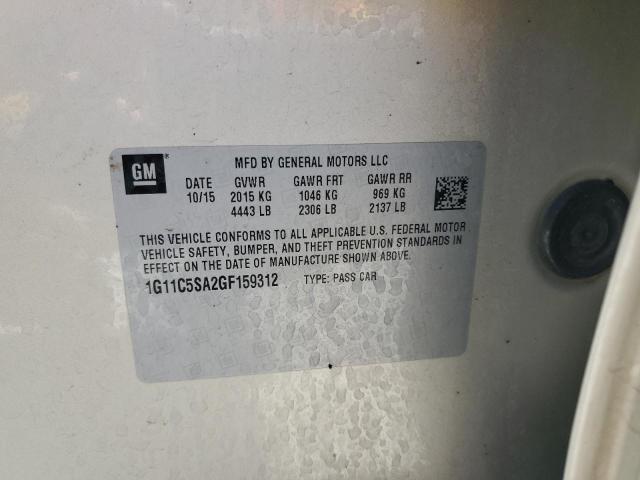 GM
MFD BY GENERAL MOTORS LLC
DATE GVWR GAWR FRT GAWR RR
10/15 2015 KG 1046 KG 969 KG
4443 LB 2306 LB 2137 LB
THIS VEHICLE CONFORMS TO ALL APPLICABLE U.S. FEDERAL MOTOR
VEHICLE SAFETY, BUMPER, AND THEFT PREVENTION STANDARDS IN
EFFECT ON THE DATE OF MANUFACTURE SHOWN ABOVE.
1G11C5SA2GF159312 TYPE: PASS CAR